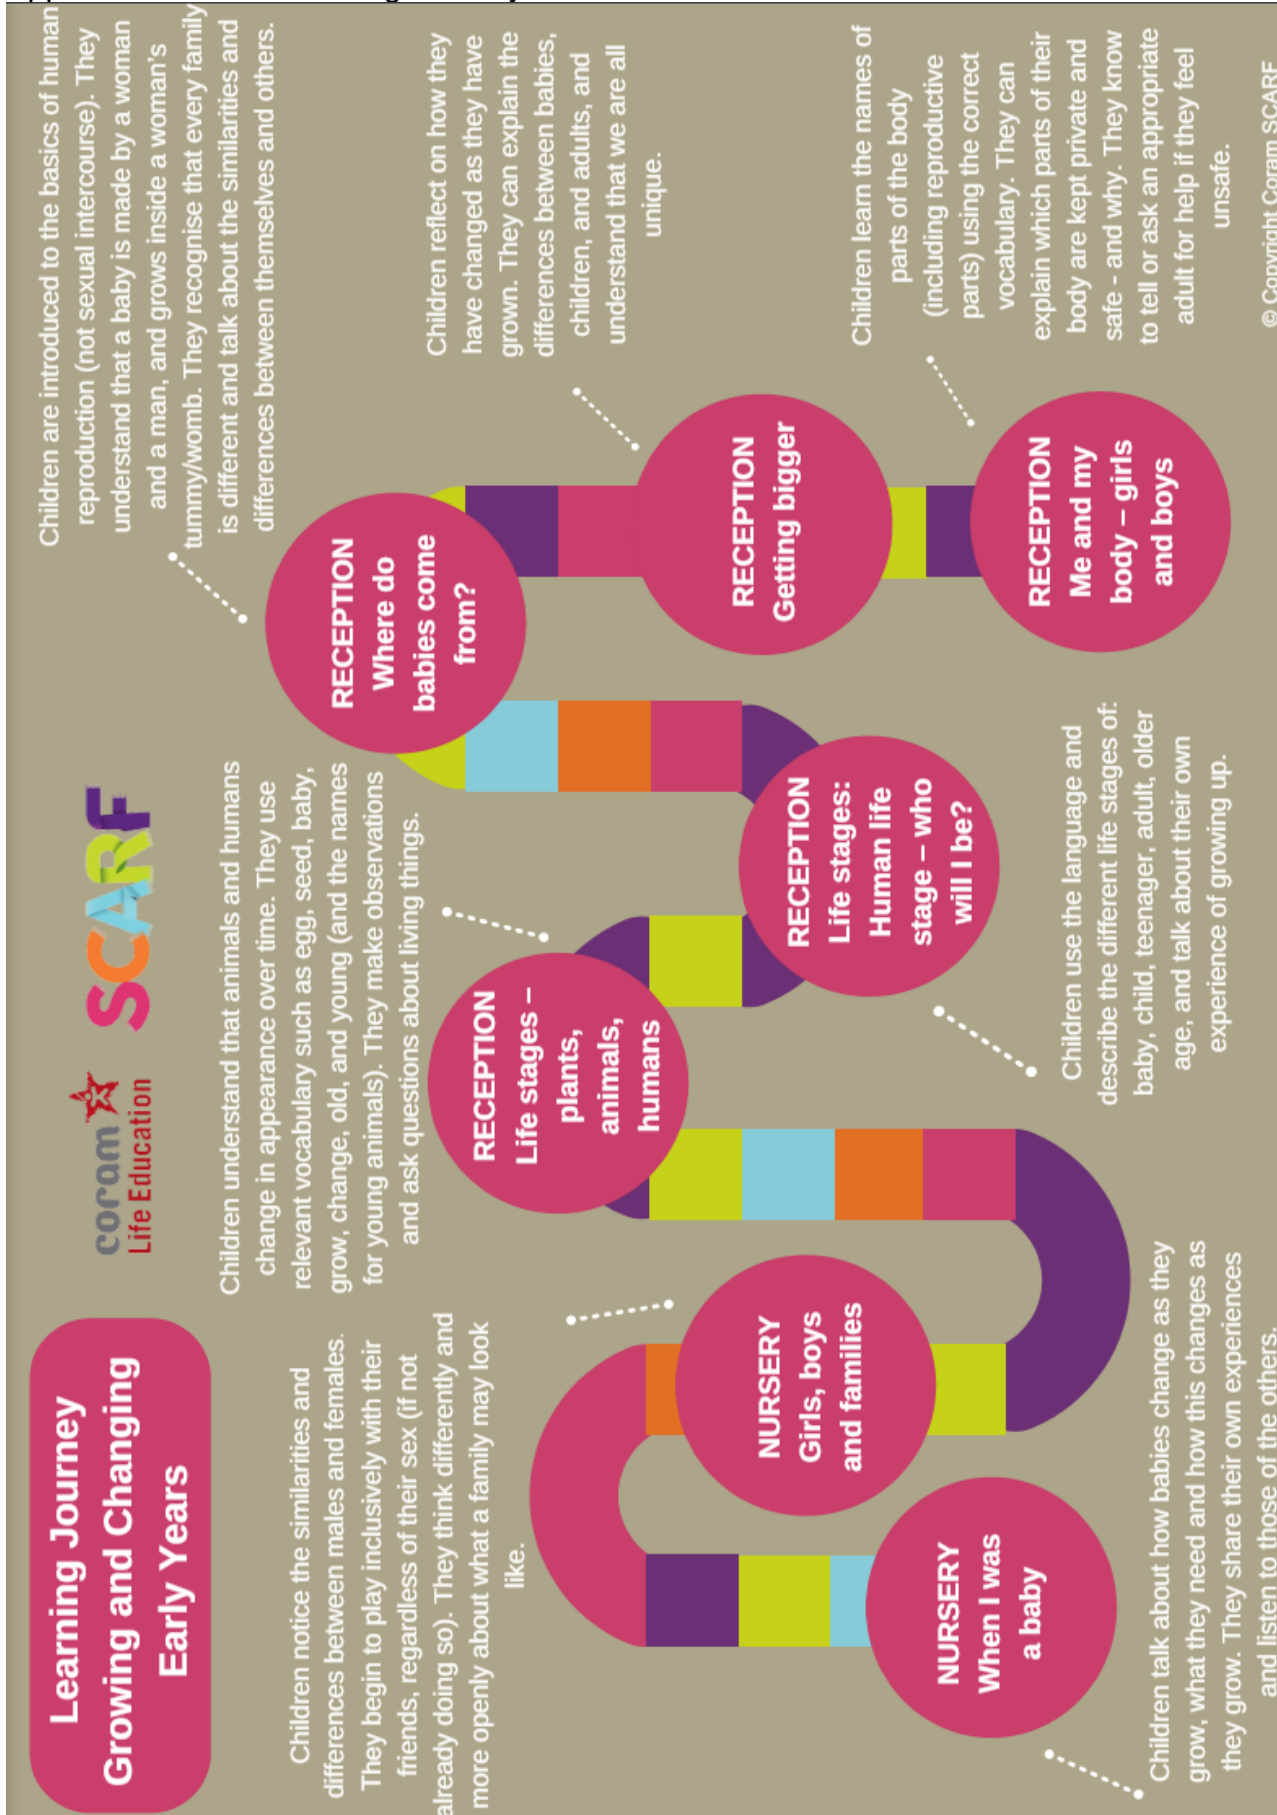 Learning Journey
Growing and Changing
Early Years
coram
Life Education
SCARF
Children notice the similarities and
differences between males and females.
They begin to play inclusively with their
friends, regardless of their sex (if not
already doing so). They think differently and
more openly about what a family may look
like.
Children understand that animals and humans
change in appearance over time. They use
relevant vocabulary such as egg, seed, baby,
grow, change, old, and young (and the names
for young animals). They make observations
and ask questions about living things.
Children are introduced to the basics of human
reproduction (not sexual intercourse). They
understand that a baby is made by a woman
and a man, and grows inside a woman's
tummy/womb. They recognise that every family
is different and talk about the similarities and
differences between themselves and others.
Children reflect on how they
have changed as they have
grown. They can explain the
differences between babies,
children, and adults, and
understand that we are all
unique.
NURSERY
When I was
a baby
NURSERY
Girls, boys
and families
RECEPTION
Life stages –
plants,
animals,
humans
RECEPTION
Life stages:
Human life
stage – who
will I be?
RECEPTION
Where do
babies come
from?
RECEPTION
Getting bigger
RECEPTION
Me and my
body – girls
and boys
Children talk about how babies change as they
grow, what they need and how this changes as
they grow. They share their own experiences
and listen to those of the others.
Children use the language and
describe the different life stages of:
baby, child, teenager, adult, older
age, and talk about their own
experience of growing up.
Children learn the names of
parts of the body
(including reproductive
parts) using the correct
vocabulary. They can
explain which parts of their
body are kept private and
safe - and why. They know
to tell or ask an appropriate
adult for help if they feel
unsafe.
© Copyright Coram SCARF